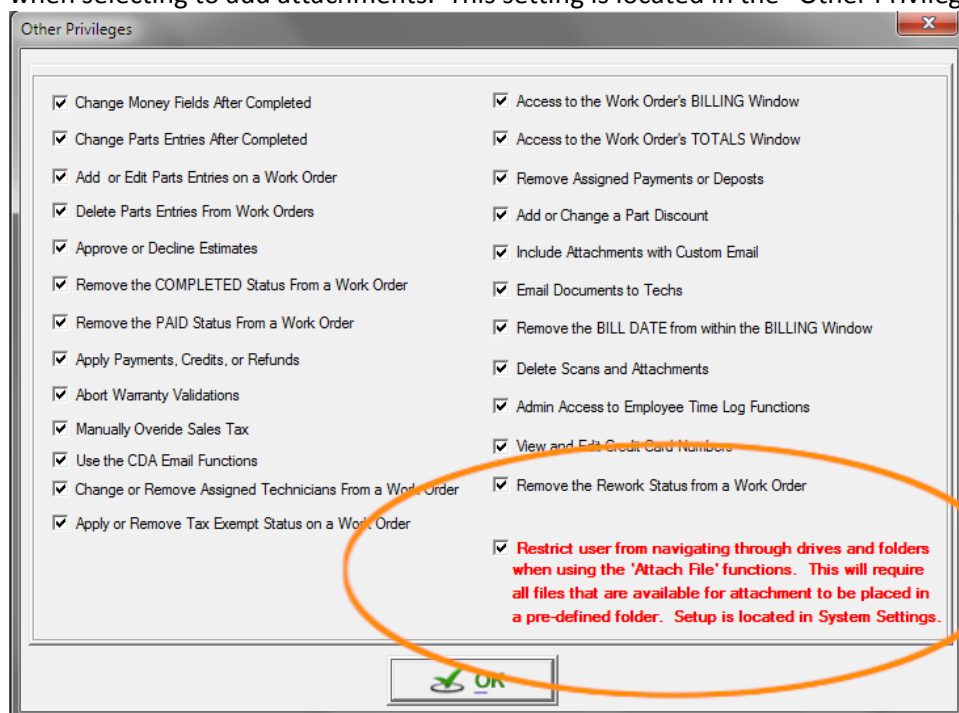 when selecting to add attachments. This setting is located in the "Other Privileg
Other Privileges
Change Money Fields After Completed
Change Parts Entries After Completed
Add or Edit Parts Entries on a Work Order
Delete Parts Entries From Work Orders
Approve or Decline Estimates
Remove the COMPLETED Status From a Work Order
Remove the PAID Status From a Work Order
Apply Payments, Credits, or Refunds
Abort Warranty Validations
Manually Overide Sales Tax
Use the CDA Email Functions
Change or Remove Assigned Technicians From a Work Order
Apply or Remove Tax Exempt Status on a Work Order
Access to the Work Order's BILLING Window
Access to the Work Order's TOTALS Window
Remove Assigned Payments or Deposts
Add or Change a Part Discount
Include Attachments with Custom Email
Email Documents to Techs
Remove the BILL DATE from within the BILLING Window
Delete Scans and Attachments
Admin Access to Employee Time Log Functions
View and Edit Credit Card Numbers
Remove the Rework Status from a Work Order
Restrict user from navigating through drives and folders
when using the 'Attach File' functions. This will require
all files that are available for attachment to be placed in
a pre-defined folder. Setup is located in System Settings.
OK